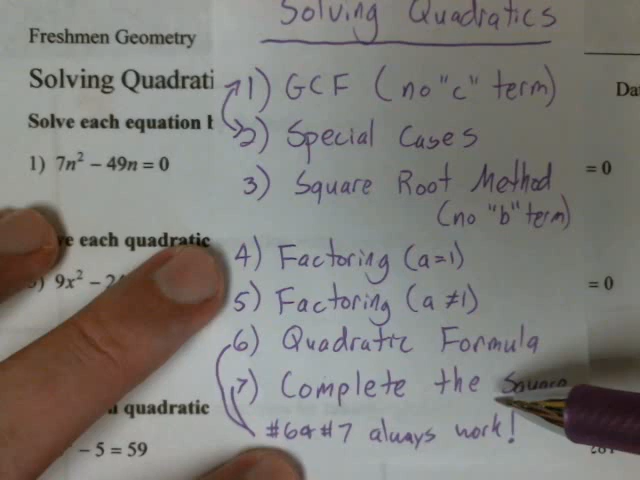 Solving Quadratics
Freshmen Geometry
Solving Quadrati
Da
Solve each equation
1) 7n² − 49n = 0
= 0
each quadratic
9x² − 2
= 0
quadratic
− 5 = 59
1) GCF (no "c" term)
2) Special Cases
3) Square Root Method
(no "b" term)
4) Factoring (a=1)
5) Factoring (a ≠ 1)
6) Quadratic Formula
7) Complete the Square
#6 & #7 always work!